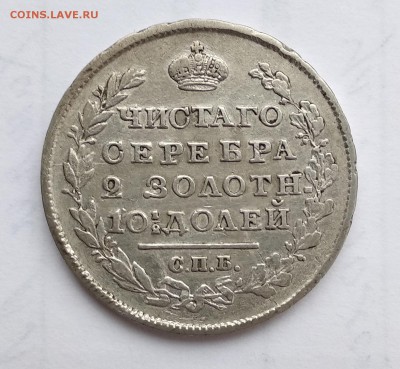 COINS.LAVE.RU
ЧИСТАГО
СЕРЕБРА
2 ЗОЛОТН.
10½ ДОЛЕЙ
С.П.Б.